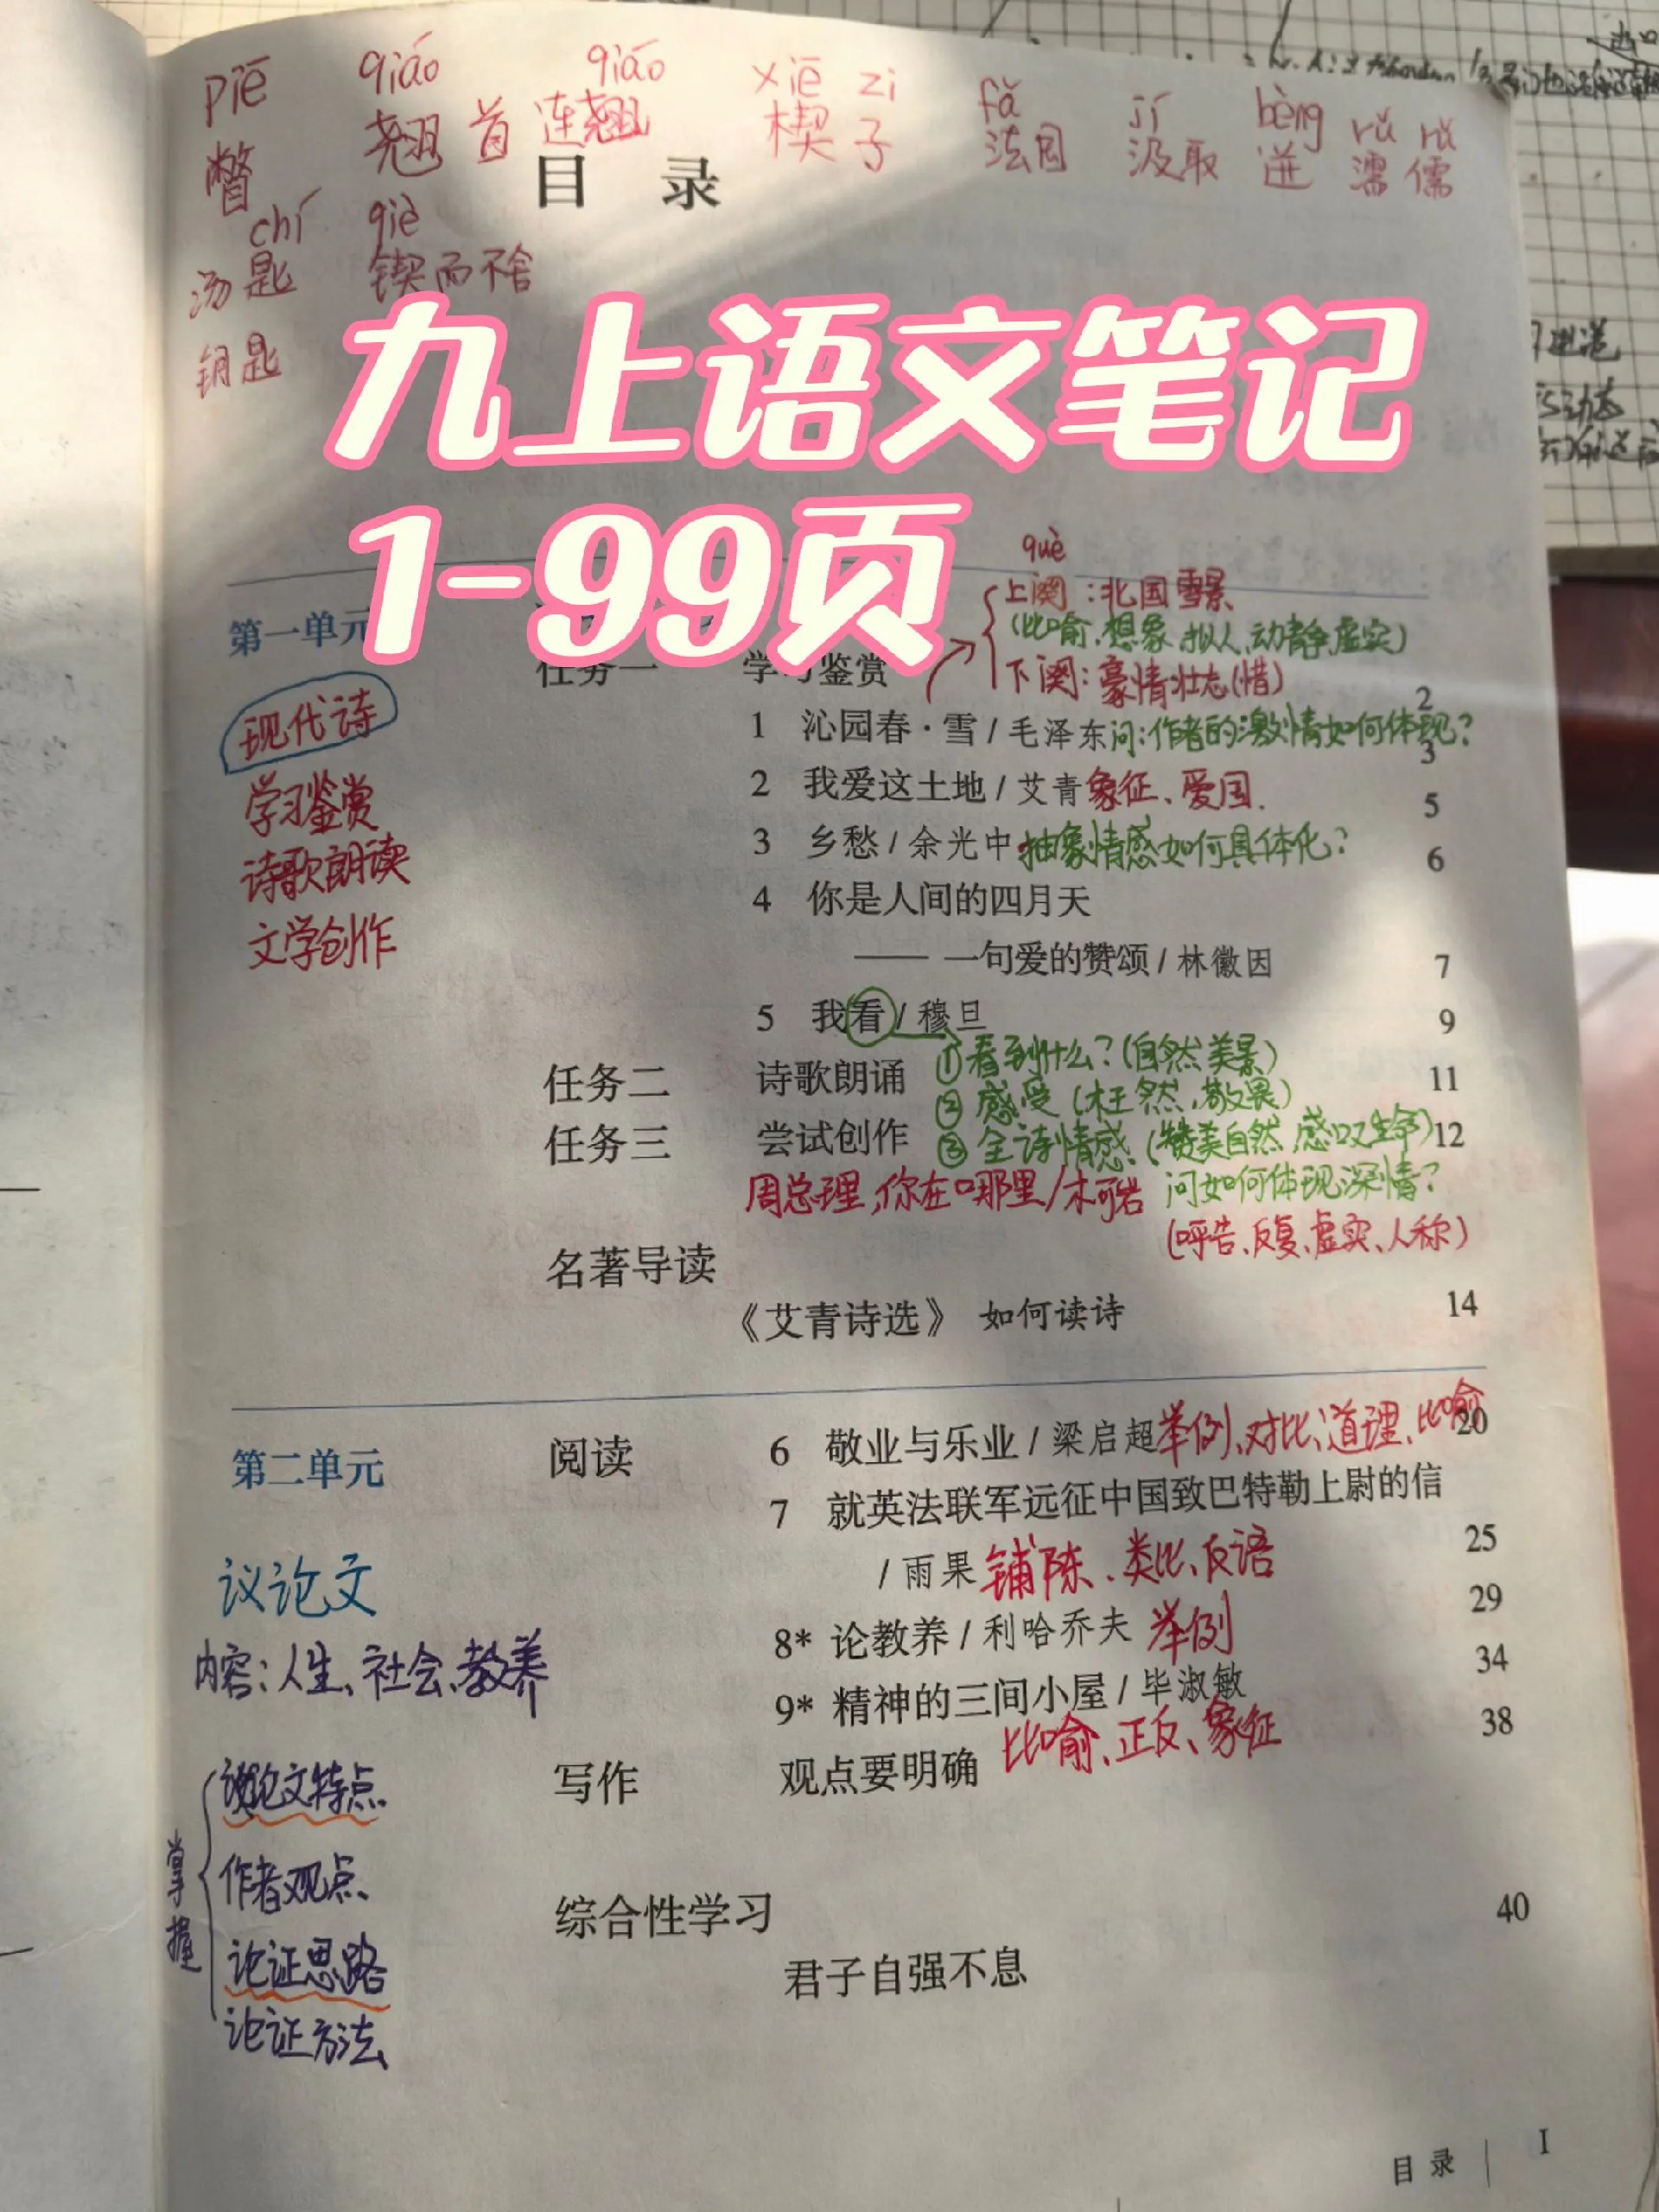 piē qiáo qiáo xiē zi fǎ jí bèng rú rú
瞥 翘首 连翘 楔子 法国 汲取 迸 濡 儒
目 录
chí qiè
汤匙 锲而不舍
钥匙
九上语文笔记
1-99页
què
上阕：北国雪景
(比喻、想象、拟人、动静、虚实)
下阕：豪情壮志(惜)
第一单元
任务一 学习鉴赏 2
现代诗
学习鉴赏
诗歌朗读
文学创作
1 沁园春·雪 / 毛泽东 问：作者的激情如何体现？ 3
2 我爱这土地 / 艾青 象征、爱国. 5
3 乡愁 / 余光中 抽象情感如何具体化？ 6
4 你是人间的四月天
—— 一句爱的赞颂 / 林徽因 7
5 我看 / 穆旦 9
①看到什么？(自然美景)
任务二 诗歌朗诵 11
②感受 (枉然、敬畏)
任务三 尝试创作 12
③全诗情感、(赞美自然,感叹生命)
周总理,你在哪里/柯岩 问如何体现深情？
(呼告、反复、虚实、人称)
名著导读
《艾青诗选》 如何读诗 14
第二单元
阅读 6 敬业与乐业 / 梁启超 举例、对比、道理、比喻 20
7 就英法联军远征中国致巴特勒上尉的信
/ 雨果 铺陈、类比、反语 25
8* 论教养 / 利哈乔夫 举例 29
9* 精神的三间小屋 / 毕淑敏 34
比喻、正反、象征
写作 观点要明确 38
议论文
内容：人生、社会、教养
掌握
议论文特点
作者观点
论证思路
论证方法
综合性学习 40
君子自强不息
目 录 | I